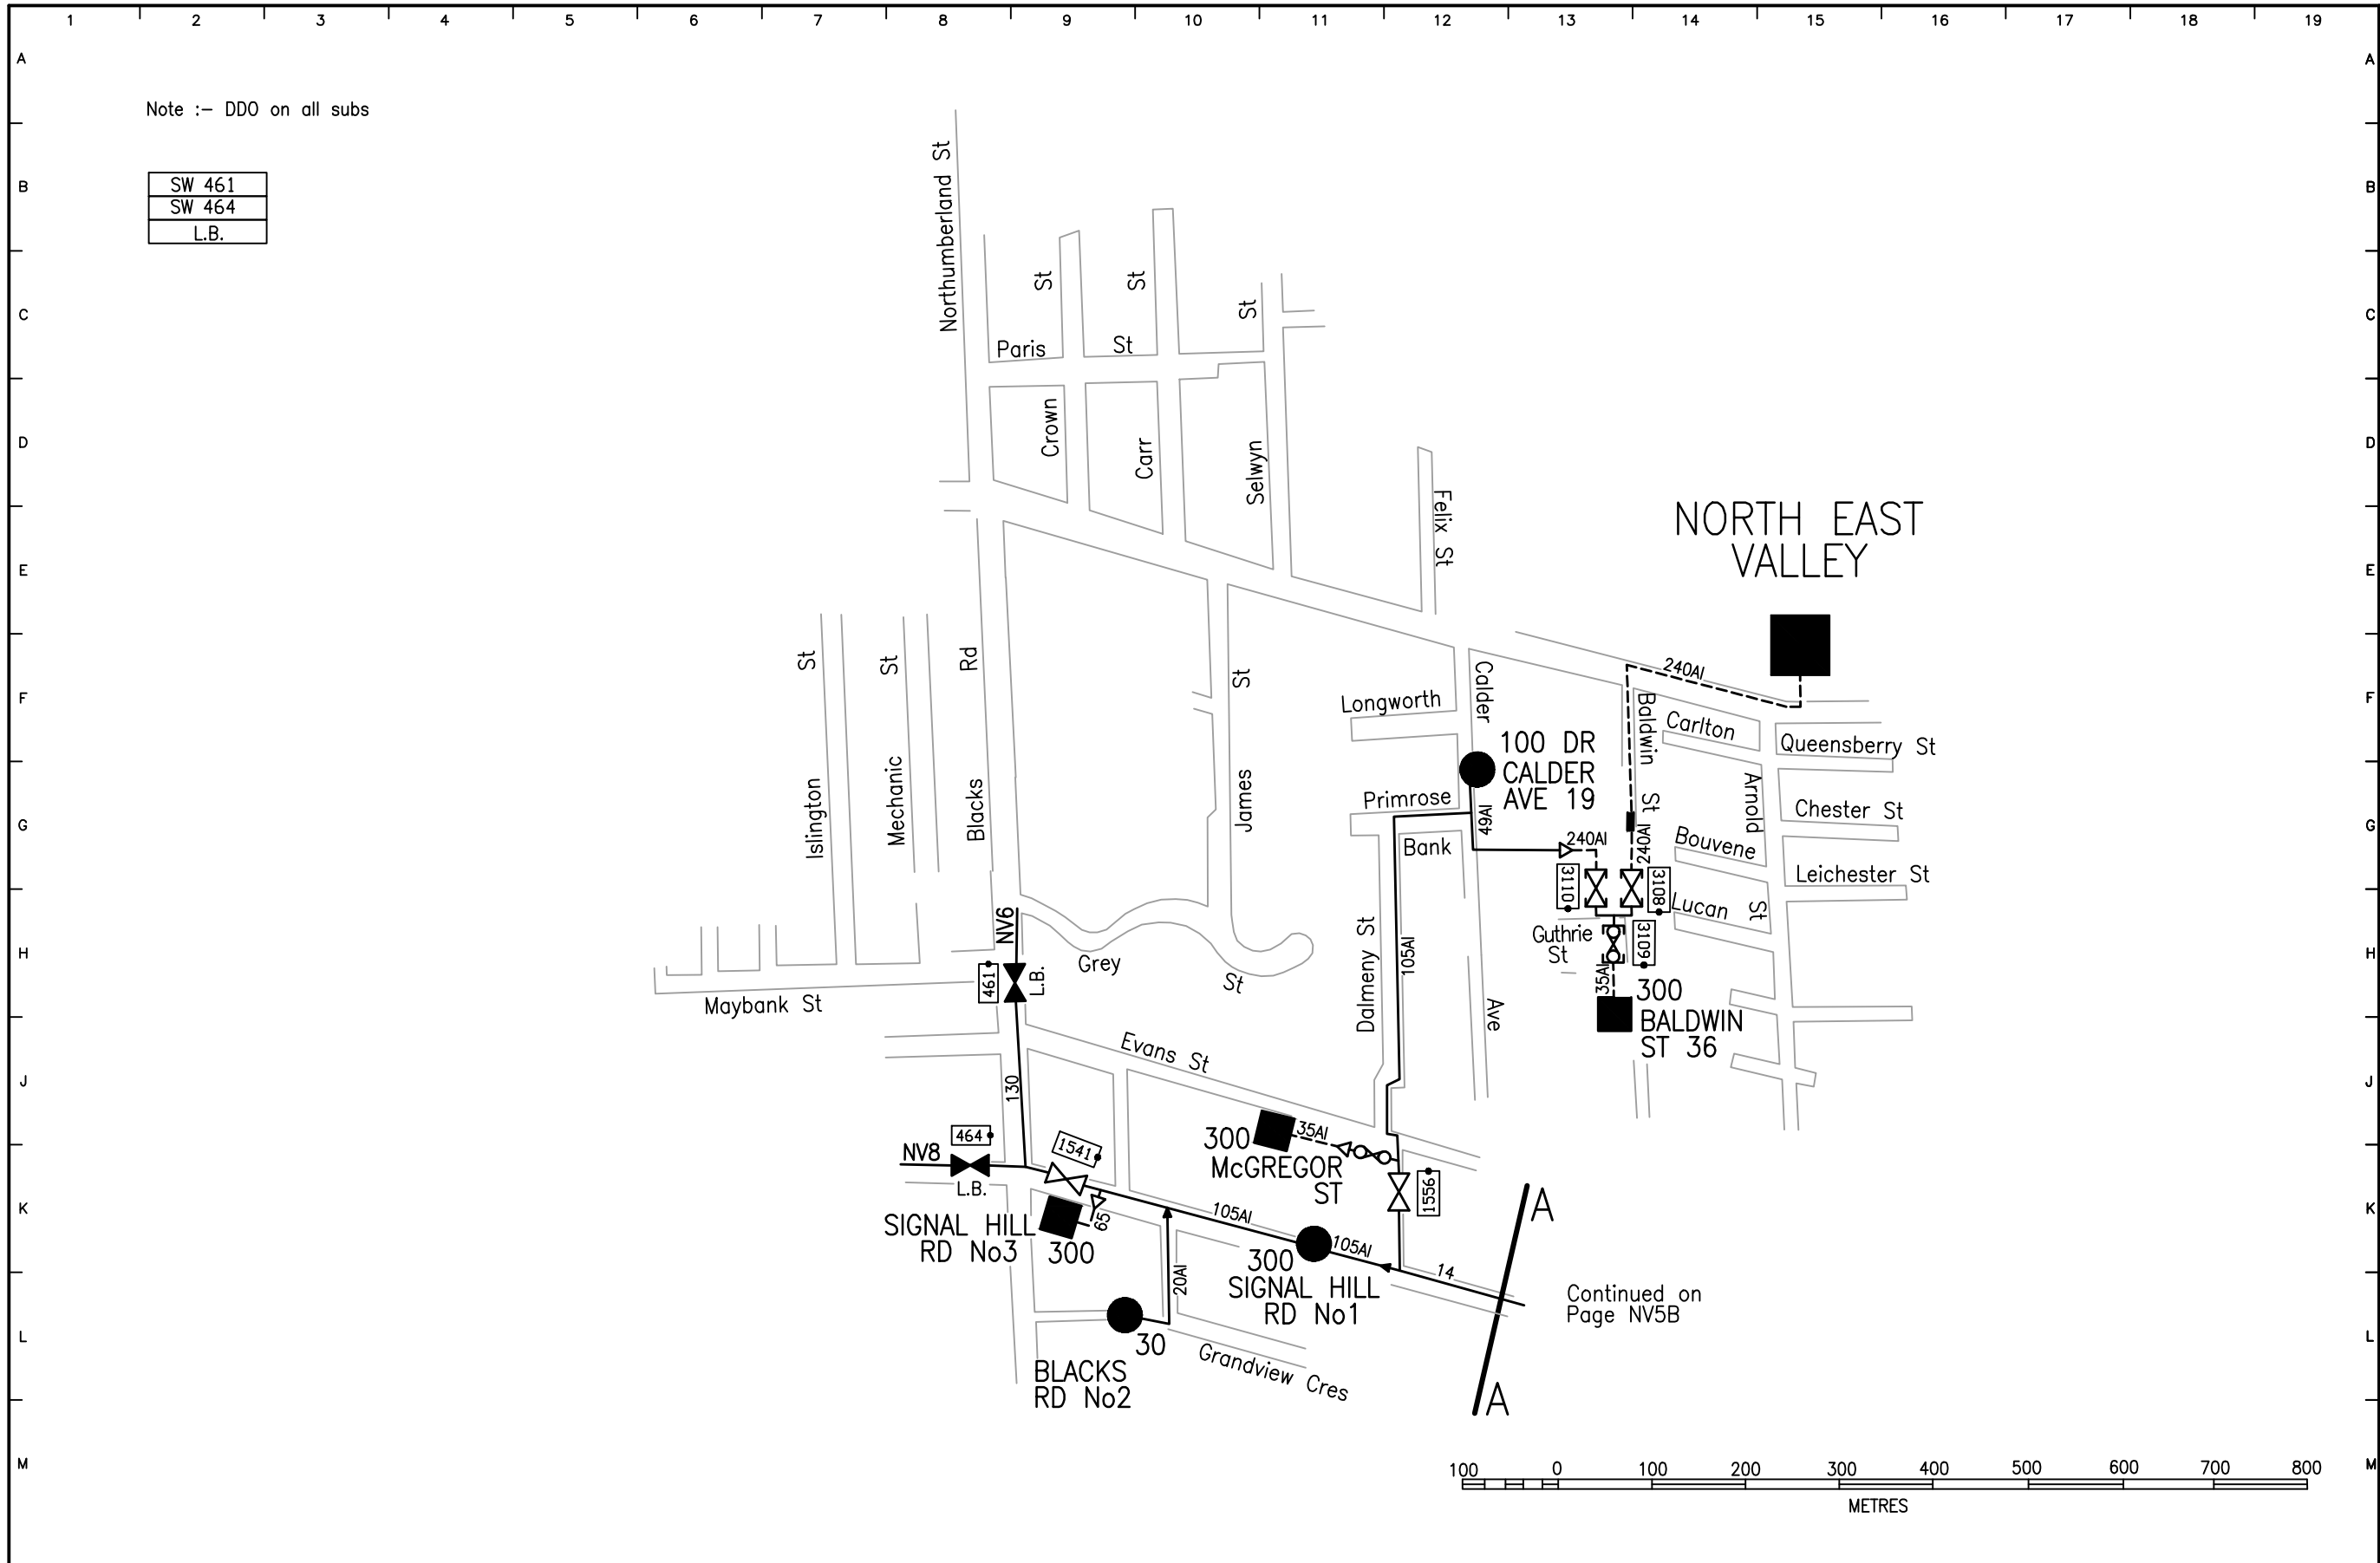 1 2 3 4 5 6 7 8 9 10 11 12 13 14 15 16 17 18 19
A A
Note :- DDO on all subs
B B
SW 461
SW 464
L.B.
Northumberland St
C C
St
St
St
Paris St
D D
Crown
Carr
Selwyn
Felix St
NORTH EAST
VALLEY
E E
F F
St
St
Rd
St
Longworth
Calder
240Al
Baldwin
St
Carlton
Queensberry St
100 DR
CALDER
AVE 19
G G
Islington
Mechanic
Blacks
James
Primrose
Bank
49Al
240Al
240Al
Arnold
St
Chester St
Bouvene
Leichester St
3110
3108
Lucan
H H
NV6
461
L.B.
Grey
St
Maybank St
Dalmeny St
105Al
Ave
Guthrie
St
3109
35Al
300
BALDWIN
ST 36
J J
130
Evans St
464
1541
NV8
L.B.
300
McGREGOR
ST
35Al
1556
K K
SIGNAL HILL
RD No3
300
65
105Al
105Al
300
SIGNAL HILL
RD No1
14
A
20Al
Continued on
Page NV5B
L L
30
BLACKS
RD No2
Grandview Cres
A
M M
100 0 100 200 300 400 500 600 700 800
METRES